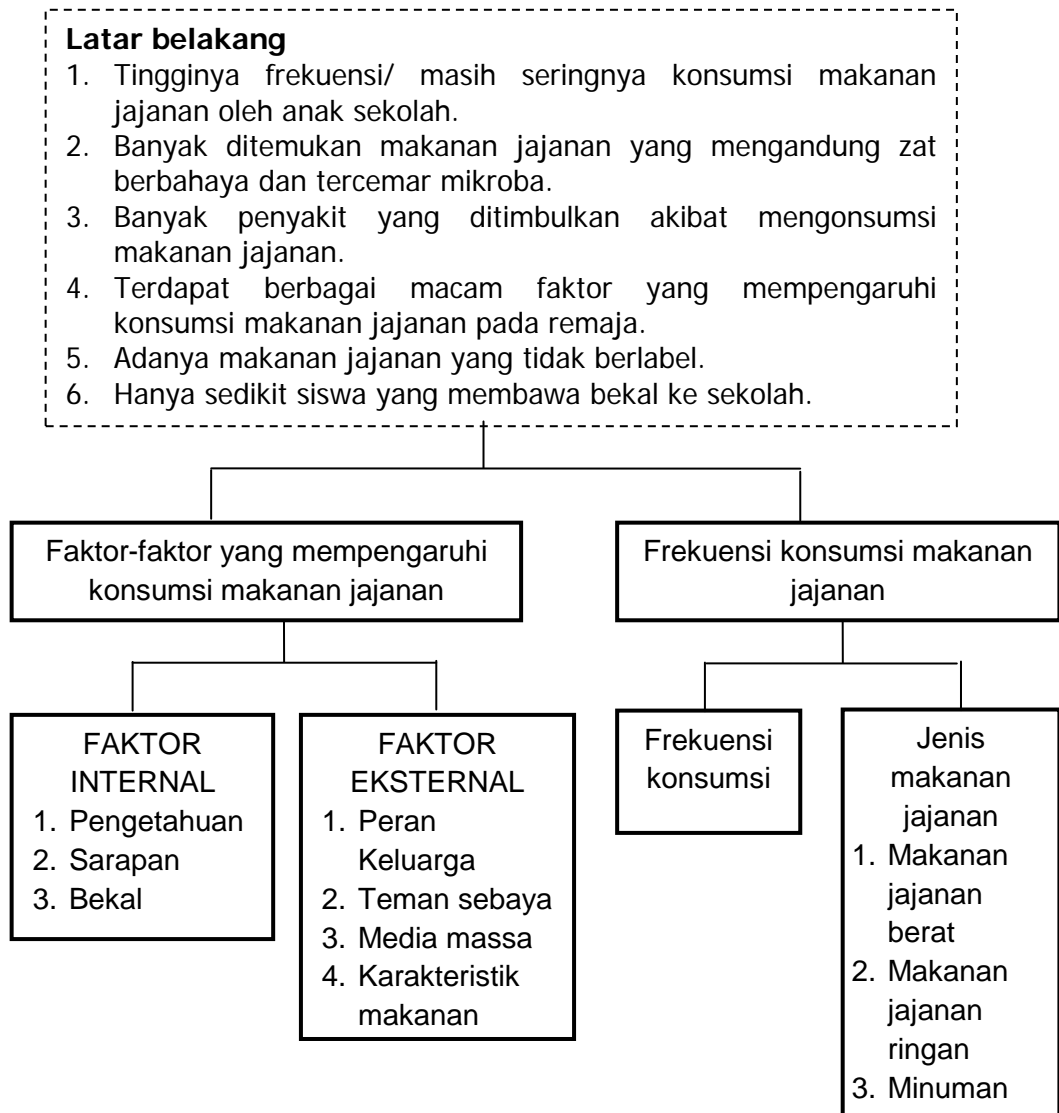 Latar belakang
1. Tingginya frekuensi/ masih seringnya konsumsi makanan
jajanan oleh anak sekolah.
2. Banyak ditemukan makanan jajanan yang mengandung zat
berbahaya dan tercemar mikroba.
3. Banyak penyakit yang ditimbulkan akibat mengonsumsi
makanan jajanan.
4. Terdapat berbagai macam faktor yang mempengaruhi
konsumsi makanan jajanan pada remaja.
5. Adanya makanan jajanan yang tidak berlabel.
6. Hanya sedikit siswa yang membawa bekal ke sekolah.
Faktor-faktor yang mempengaruhi
konsumsi makanan jajanan
Frekuensi konsumsi makanan
jajanan
FAKTOR
INTERNAL
1. Pengetahuan
2. Sarapan
3. Bekal
FAKTOR
EKSTERNAL
1. Peran
Keluarga
2. Teman sebaya
3. Media massa
4. Karakteristik
makanan
Frekuensi
konsumsi
Jenis
makanan
jajanan
1. Makanan
jajanan
berat
2. Makanan
jajanan
ringan
3. Minuman